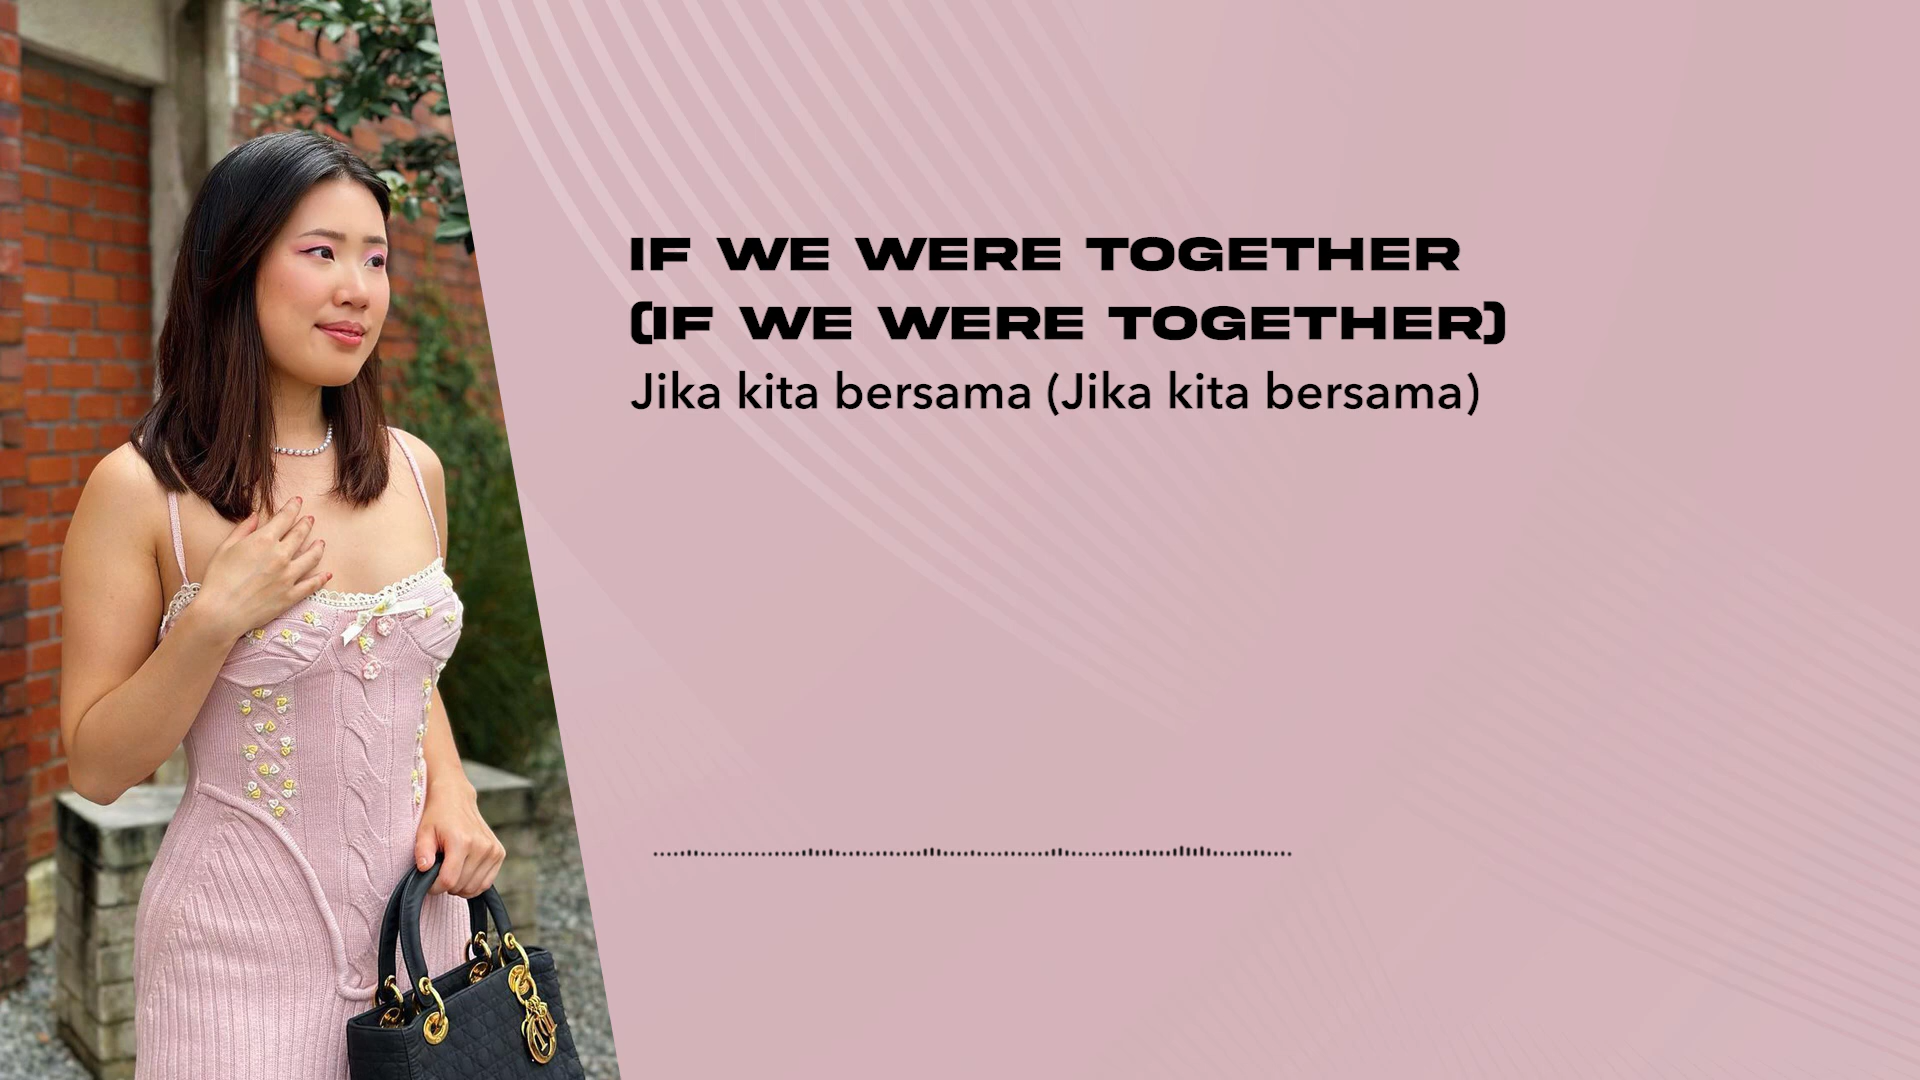 IF WE WERE TOGETHER
(IF WE WERE TOGETHER)
Jika kita bersama (Jika kita bersama)